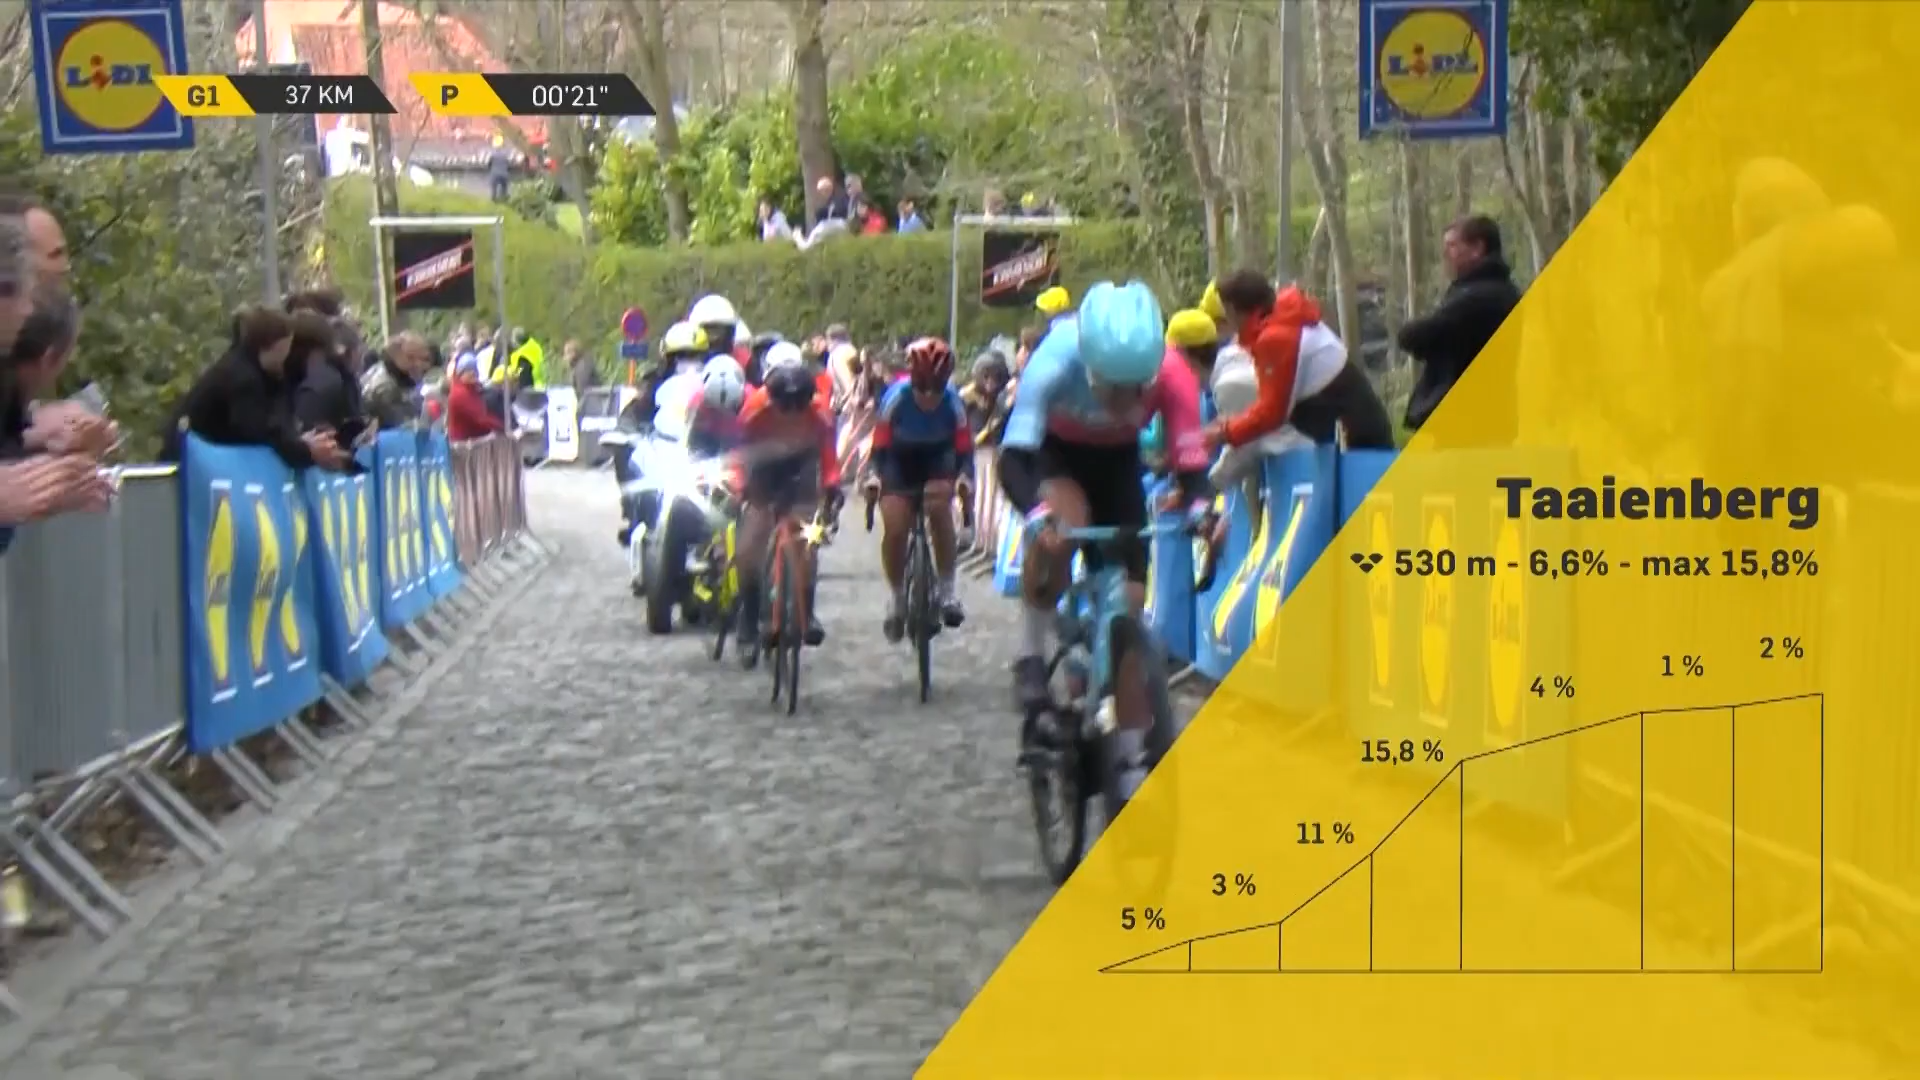 LIDL
LIDL
G1 37 KM P 00'21"
Taaienberg
530 m - 6,6% - max 15,8%
2 %
1 %
4 %
15,8 %
11 %
3 %
5 %